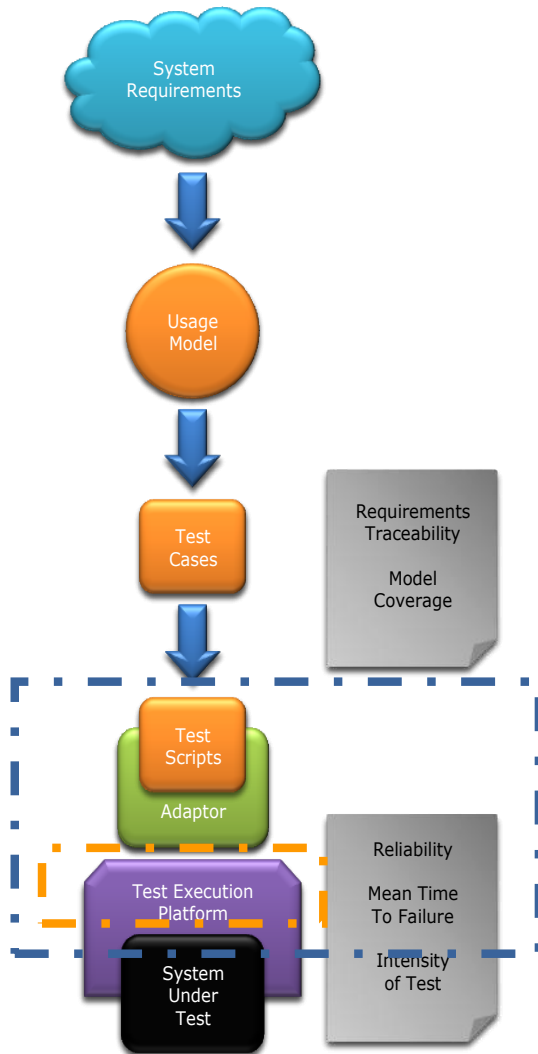 System
Requirements
Usage
Model
Test
Cases
Requirements
Traceability
Model
Coverage
Test
Scripts
Adaptor
Test Execution
Platform
System
Under
Test
Reliability
Mean Time
To Failure
Intensity
of Test